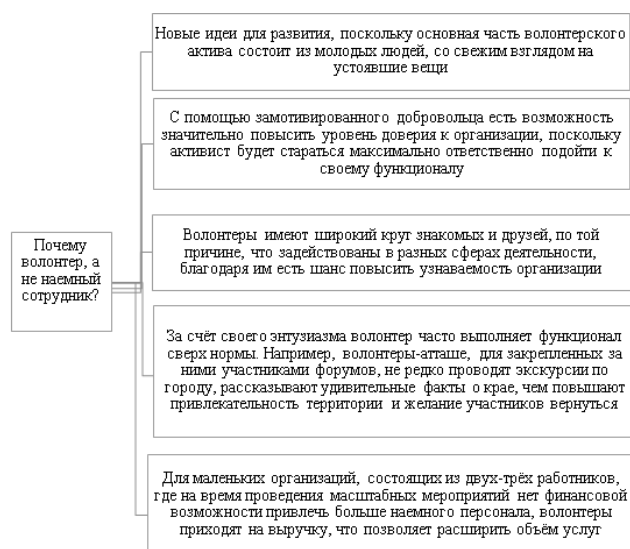 Новые идеи для развития, поскольку основная часть волонтерского
актива состоит из молодых людей, со свежим взглядом на
устоявшие вещи
С помощью замотивированного добровольца есть возможность
значительно повысить уровень доверия к организации, поскольку
активист будет стараться максимально ответственно подойти к
своему функционалу
Почему
волонтер, а
не наемный
сотрудник?
Волонтеры имеют широкий круг знакомых и друзей, по той
причине, что задействованы в разных сферах деятельности,
благодаря им есть шанс повысить узнаваемость организации
За счёт своего энтузиазма волонтер часто выполняет функционал
сверх нормы. Например, волонтеры-атташе, для закрепленных за
ними участниками форумов, не редко проводят экскурсии по
городу, рассказывают удивительные факты о крае, чем повышают
привлекательность территории и желание участников вернуться
Для маленьких организаций, состоящих из двух-трёх работников,
где на время проведения масштабных мероприятий нет финансовой
возможности привлечь больше наемного персонала, волонтеры
приходят на выручку, что позволяет расширить объём услуг